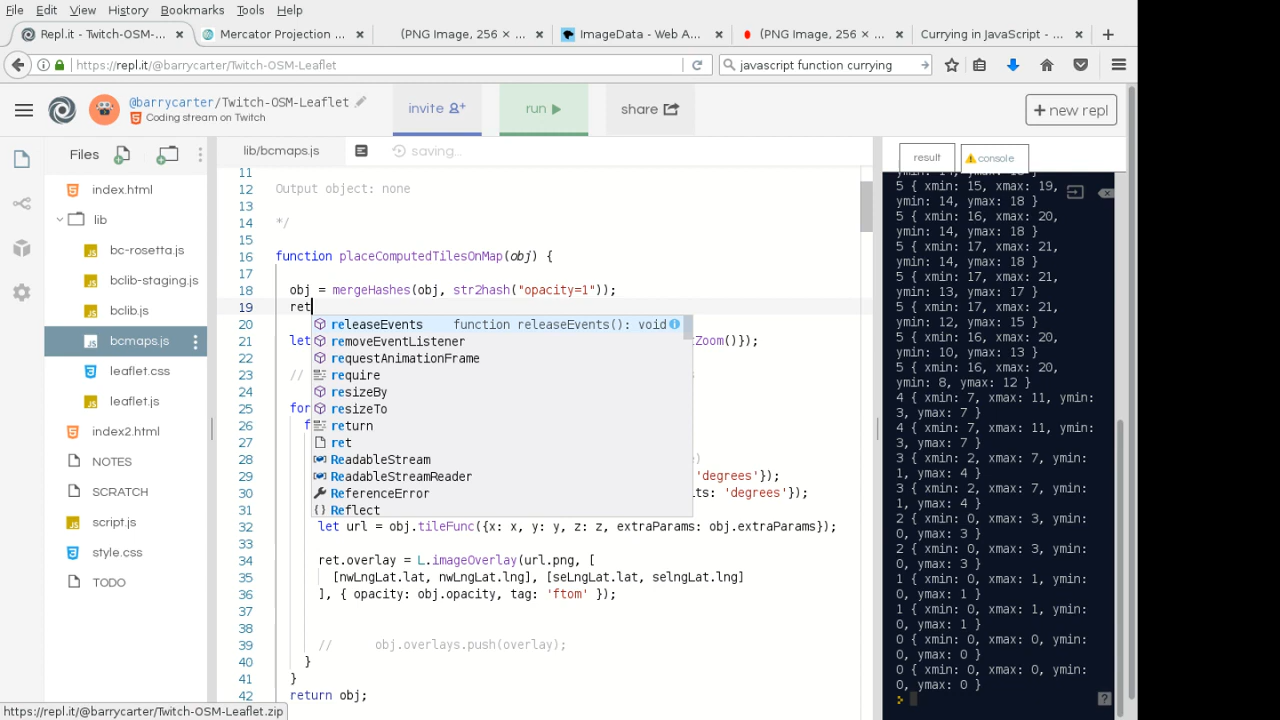 File Edit View History Bookmarks Tools Help
Repl.it - Twitch-OSM-... × Mercator Projection ... × (PNG Image, 256 × ... × ImageData - Web A... × (PNG Image, 256 × ... × Currying in JavaScript - ... × +
https://repl.it/@barrycarter/Twitch-OSM-Leaflet javascript function currying
@barrycarter/Twitch-OSM-Leaflet
Coding stream on Twitch
invite run share + new repl
Files
index.html
lib
bc-rosetta.js
bclib-staging.js
bclib.js
bcmaps.js
leaflet.css
leaflet.js
index2.html
NOTES
SCRATCH
script.js
style.css
TODO
lib/bcmaps.js saving...
11
12 Output object: none
13
14 */
15
16 function placeComputedTilesOnMap(obj) {
17
18 obj = mergeHashes(obj, str2hash("opacity=1"));
19 ret
20
21 let Zoom()});
22
23 //
24
25 for
26 f
27
28 )
29 'degrees'});
30 ts: 'degrees'});
31
32 let url = obj.tileFunc({x: x, y: y, z: z, extraParams: obj.extraParams});
33
34 ret.overlay = L.imageOverlay(url.png, [
35 [nwLngLat.lat, nwLngLat.lng], [seLngLat.lat, selngLat.lng]
36 ], { opacity: obj.opacity, tag: 'ftom' });
37
38
39 // obj.overlays.push(overlay);
40 }
41 }
42 return obj;
releaseEvents function releaseEvents(): void
removeEventListener
requestAnimationFrame
require
resizeBy
resizeTo
return
ret
ReadableStream
ReadableStreamReader
ReferenceError
Reflect
result console
5 { xmin: 15, xmax: 19,
ymin: 14, ymax: 18 }
5 { xmin: 16, xmax: 20,
ymin: 14, ymax: 18 }
5 { xmin: 17, xmax: 21,
ymin: 14, ymax: 18 }
5 { xmin: 17, xmax: 21,
ymin: 13, ymax: 17 }
5 { xmin: 17, xmax: 21,
ymin: 12, ymax: 15 }
5 { xmin: 16, xmax: 20,
ymin: 10, ymax: 13 }
5 { xmin: 16, xmax: 20,
ymin: 8, ymax: 12 }
4 { xmin: 7, xmax: 11, ymin:
3, ymax: 7 }
4 { xmin: 7, xmax: 11, ymin:
3, ymax: 7 }
3 { xmin: 2, xmax: 7, ymin:
1, ymax: 4 }
3 { xmin: 2, xmax: 7, ymin:
1, ymax: 4 }
2 { xmin: 0, xmax: 3, ymin:
0, ymax: 3 }
2 { xmin: 0, xmax: 3, ymin:
0, ymax: 3 }
1 { xmin: 0, xmax: 1, ymin:
0, ymax: 1 }
1 { xmin: 0, xmax: 1, ymin:
0, ymax: 1 }
0 { xmin: 0, xmax: 0, ymin:
0, ymax: 0 }
0 { xmin: 0, xmax: 0, ymin:
0, ymax: 0 }
https://repl.it/@barrycarter/Twitch-OSM-Leaflet.zip